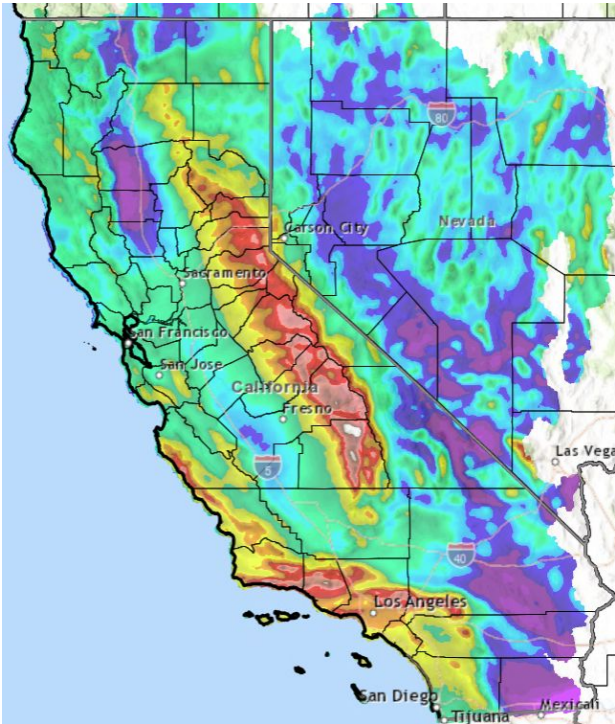 80
Carson City
Nevada
Sacramento
San Francisco
San Jose
California
Fresno
5
Las Vega
40
Los Angeles
San Diego
Tijuana
Mexicali